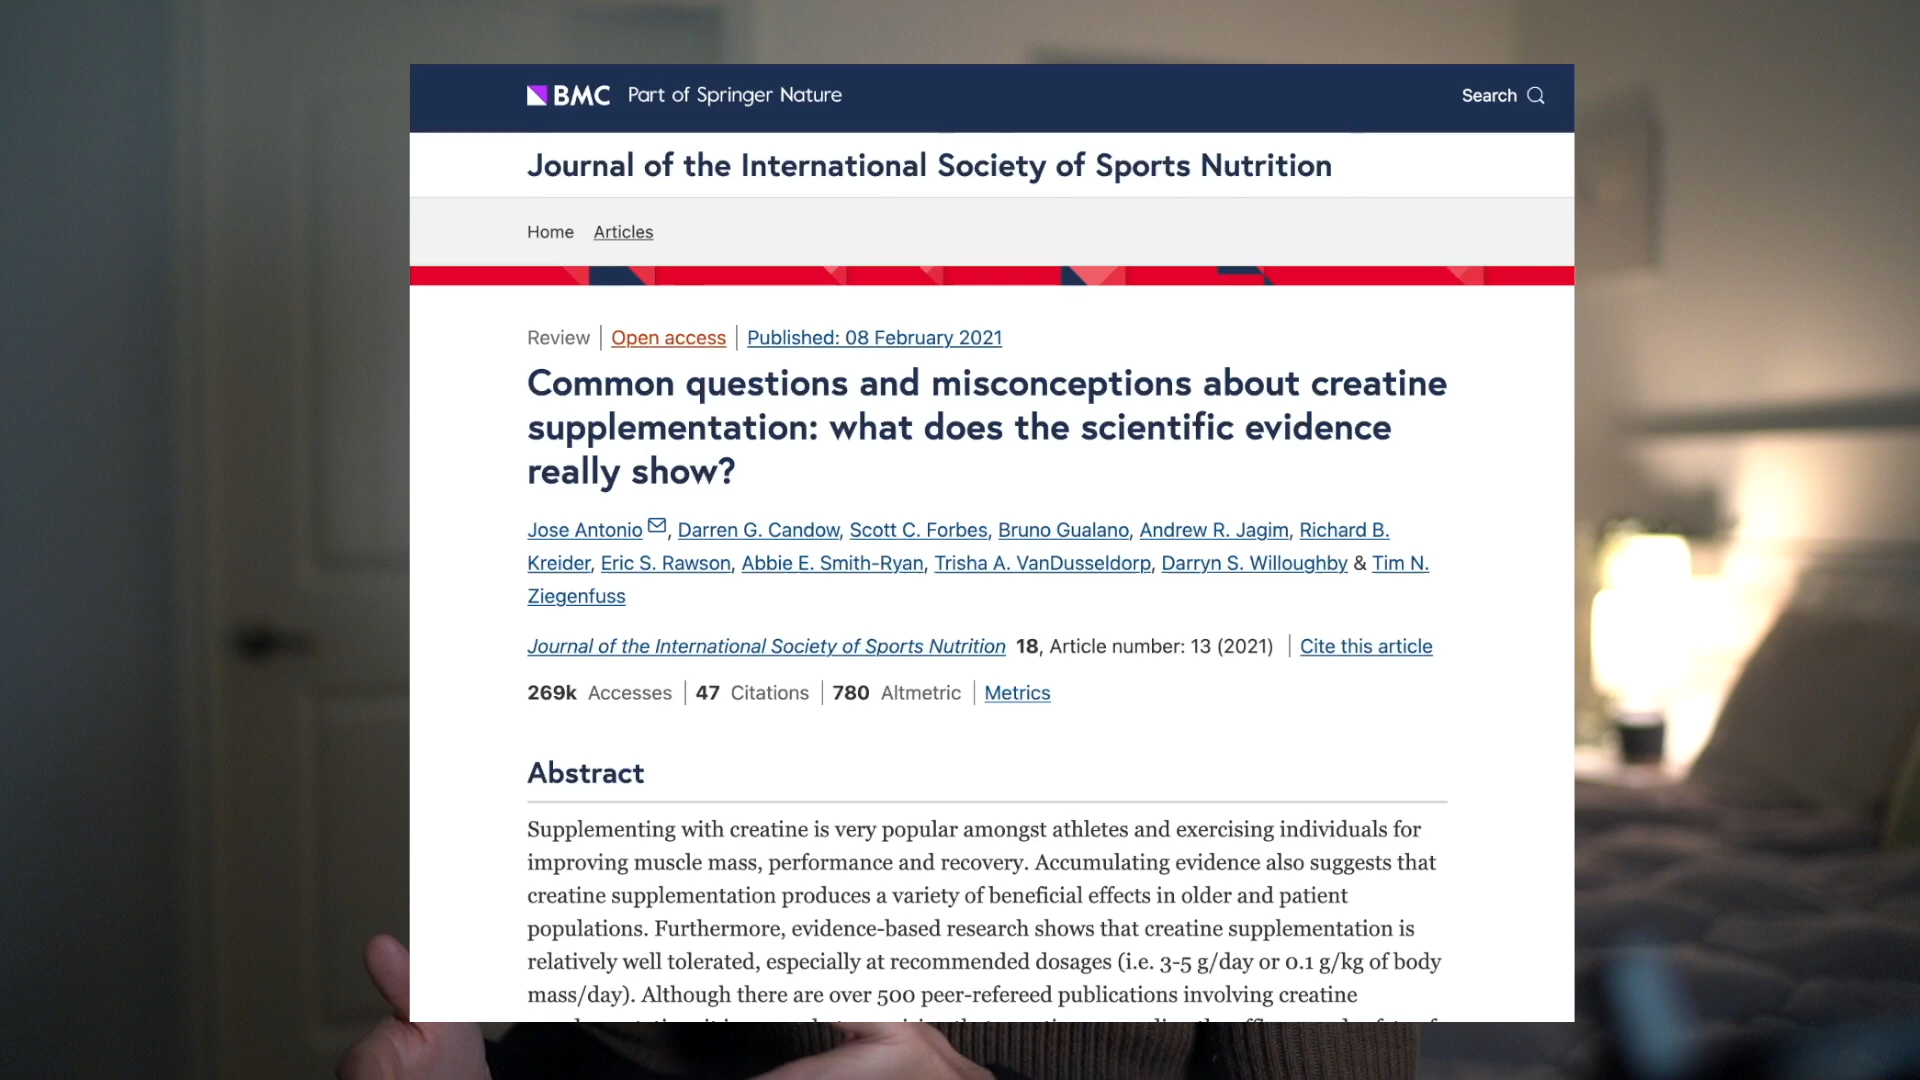 BMC Part of Springer Nature
Search
Journal of the International Society of Sports Nutrition
Home Articles
Review | Open access | Published: 08 February 2021
Common questions and misconceptions about creatine
supplementation: what does the scientific evidence
really show?
Jose Antonio, Darren G. Candow, Scott C. Forbes, Bruno Gualano, Andrew R. Jagim, Richard B.
Kreider, Eric S. Rawson, Abbie E. Smith-Ryan, Trisha A. VanDusseldorp, Darryn S. Willoughby & Tim N.
Ziegenfuss
Journal of the International Society of Sports Nutrition 18, Article number: 13 (2021) | Cite this article
269k Accesses | 47 Citations | 780 Altmetric | Metrics
Abstract
Supplementing with creatine is very popular amongst athletes and exercising individuals for
improving muscle mass, performance and recovery. Accumulating evidence also suggests that
creatine supplementation produces a variety of beneficial effects in older and patient
populations. Furthermore, evidence-based research shows that creatine supplementation is
relatively well tolerated, especially at recommended dosages (i.e. 3-5 g/day or 0.1 g/kg of body
mass/day). Although there are over 500 peer-refereed publications involving creatine